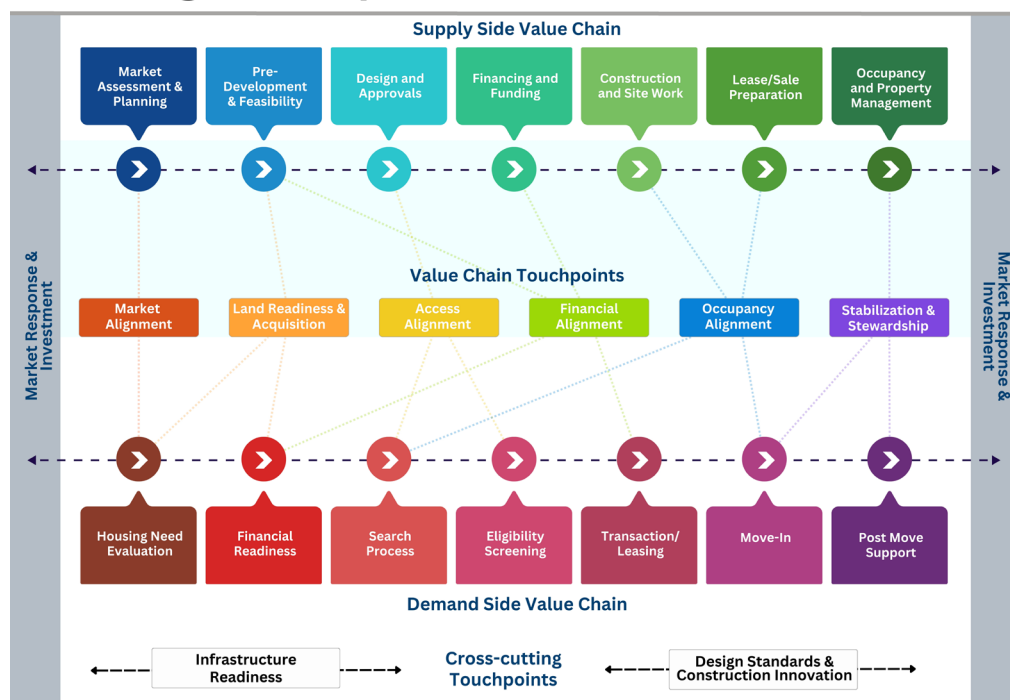 Supply Side Value Chain
Market
Assessment &
Planning
Pre-
Development
& Feasibility
Design and
Approvals
Financing and
Funding
Construction
and Site Work
Lease/Sale
Preparation
Occupancy
and Property
Management
Market Response &
Investment
Value Chain Touchpoints
Market
Alignment
Land Readiness &
Acquisition
Access
Alignment
Financial
Alignment
Occupancy
Alignment
Stabilization &
Stewardship
Market Response &
Investment
Housing Need
Evaluation
Financial
Readiness
Search
Process
Eligibility
Screening
Transaction/
Leasing
Move-In
Post Move
Support
Demand Side Value Chain
Infrastructure
Readiness
Cross-cutting
Touchpoints
Design Standards &
Construction Innovation